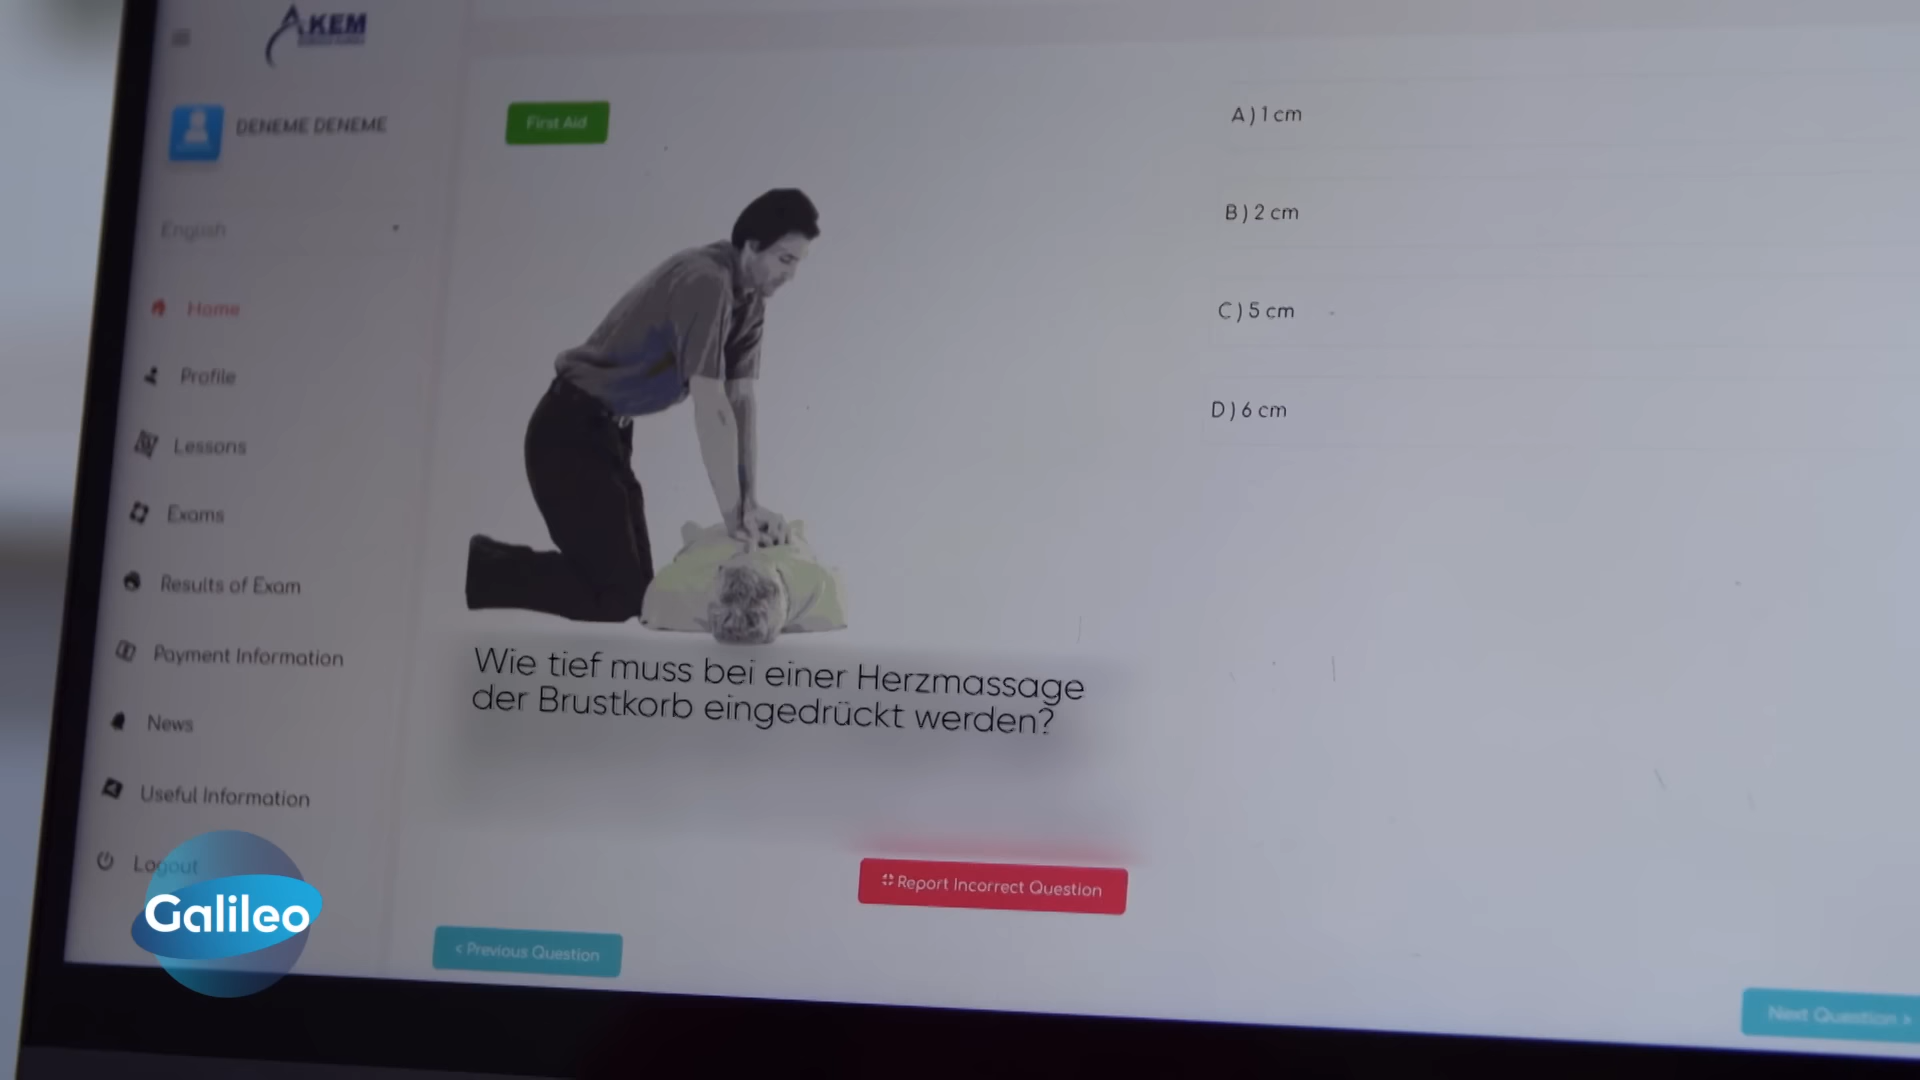 AKEM
DENEME DENEME
English
Home
Profile
Lessons
Exams
Results of Exam
Payment Information
News
Useful Information
Logout
First Aid
Wie tief muss bei einer Herzmassage
der Brustkorb eingedrückt werden?
Report Incorrect Question
< Previous Question
A) 1 cm
B) 2 cm
C) 5 cm
D) 6 cm
Next Question >
Galileo